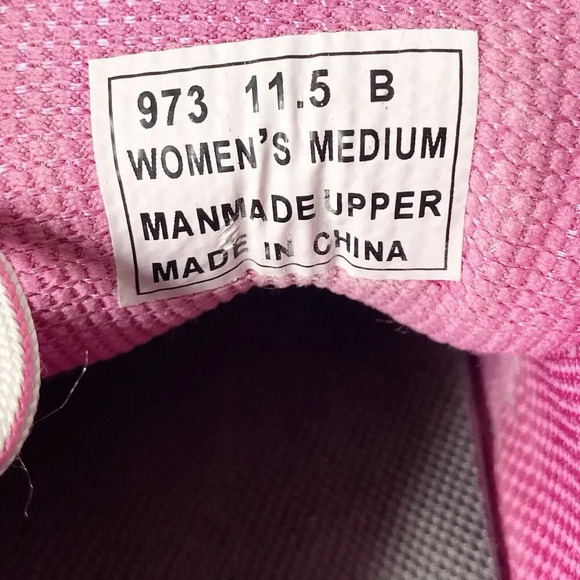 973 11.5 B
WOMEN'S MEDIUM
MANMADE UPPER
MADE IN CHINA